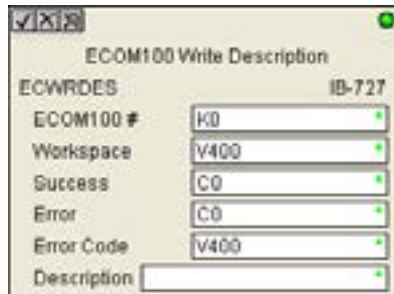 ECOM100 Write Description
ECWRDES IB-727
ECOM100 # K0
Workspace V400
Success C0
Error C0
Error Code V400
Description